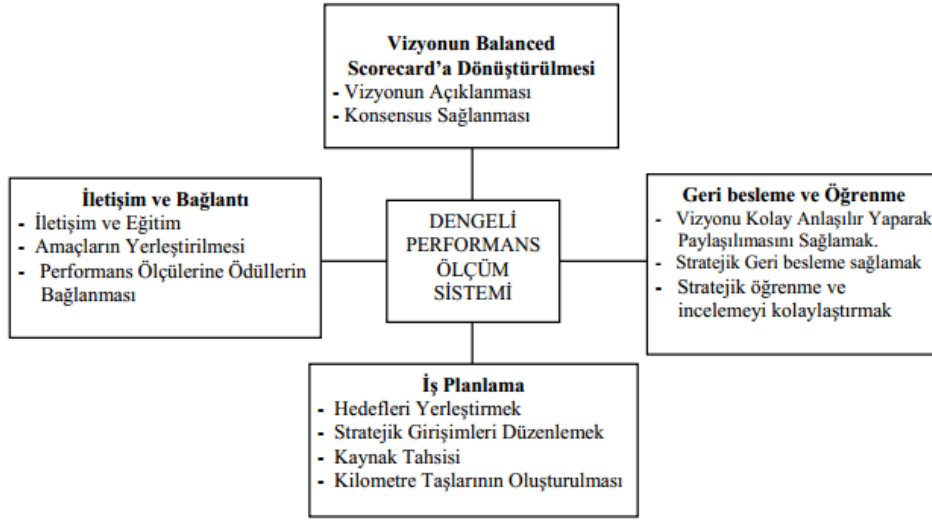 Vizyonun Balanced
Scorecard’a Dönüştürülmesi
- Vizyonun Açıklanması
- Konsensus Sağlanması
İletişim ve Bağlantı
- İletişim ve Eğitim
- Amaçların Yerleştirilmesi
- Performans Ölçülerine Ödüllerin
Bağlanması
DENGELİ
PERFORMANS
ÖLÇÜM
SİSTEMİ
Geri besleme ve Öğrenme
- Vizyonu Kolay Anlaşılır Yaparak
Paylaşılımasını Sağlamak.
- Stratejik Geri besleme sağlamak
- Stratejik öğrenme ve
incelemeyi kolaylaştırmak
İş Planlama
- Hedefleri Yerleştirmek
- Stratejik Girişimleri Düzenlemek
- Kaynak Tahsisi
- Kilometre Taşlarının Oluşturulması